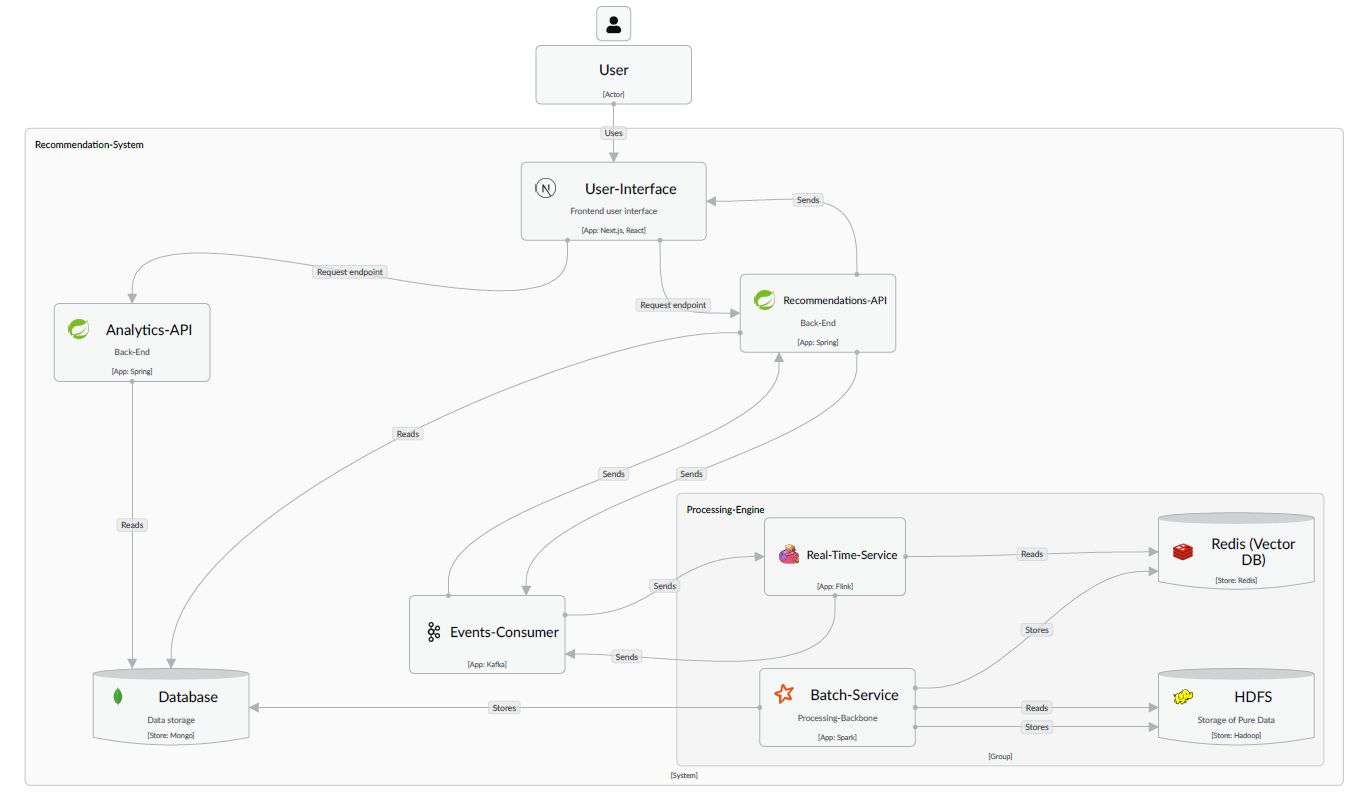 User
[Actor]
Uses
Recommendation-System
N
User-Interface
Frontend user interface
[App: Next.js, React]
Sends
Request endpoint
Request endpoint
Recommendations-API
Back-End
[App: Spring]
Analytics-API
Back-End
[App: Spring]
Reads
Sends
Sends
Reads
Processing-Engine
Real-Time-Service
[App: Flink]
Reads
Redis (Vector
DB)
[Store: Redis]
Sends
Stores
Events-Consumer
[App: Kafka]
Sends
Database
Data storage
[Store: Mongo]
Stores
Batch-Service
Processing-Backbone
[App: Spark]
Reads
Stores
HDFS
Storage of Pure Data
[Store: Hadoop]
[Group]
[System]